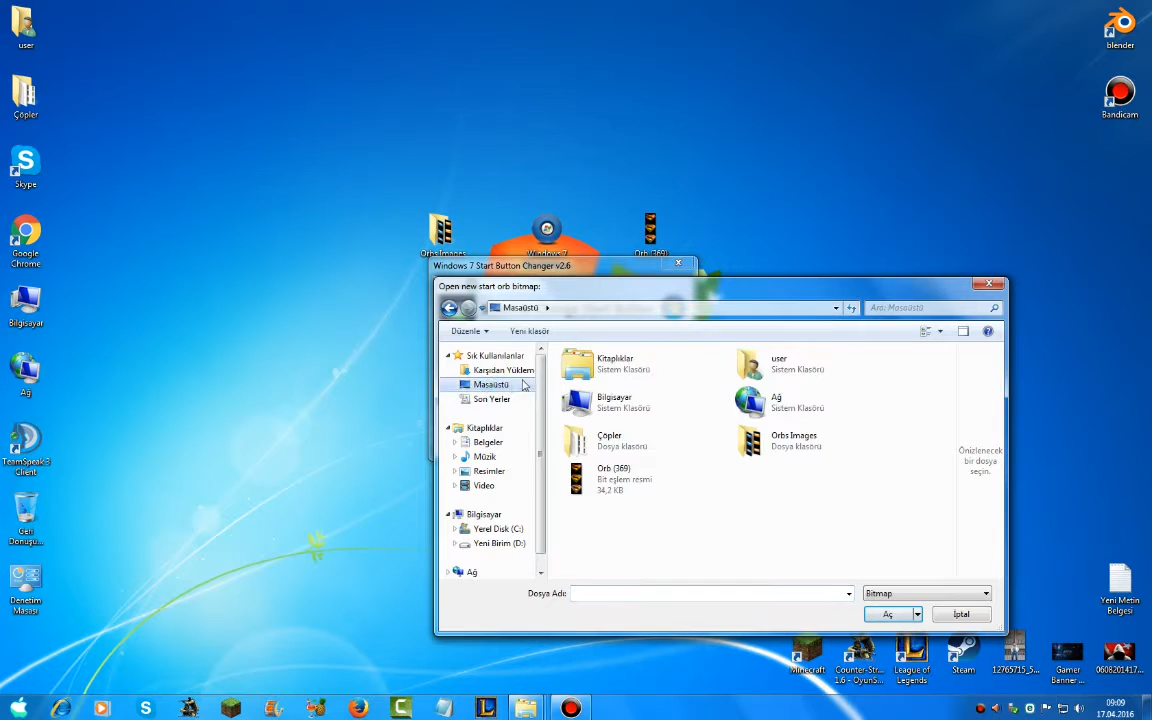 user
Çöpler
Skype
Google
Chrome
Bilgisayar
Ağ
TeamSpeak 3
Client
Geri
Dönüşü...
Denetim
Masası
blender
Bandicam
Yeni Metin
Belgesi
Orbs Images
Windows 7
Orb (369)
Windows 7 Start Button Changer v2.6
Open new start orb bitmap:
Masaüstü
Ara: Masaüstü
Düzenle
Yeni klasör
Sık Kullanılanlar
Karşıdan Yüklem
Masaüstü
Son Yerler
Kitaplıklar
Belgeler
Müzik
Resimler
Video
Bilgisayar
Yerel Disk (C:)
Yeni Birim (D:)
Ağ
Kitaplıklar
Sistem Klasörü
user
Sistem Klasörü
Bilgisayar
Sistem Klasörü
Ağ
Sistem Klasörü
Çöpler
Dosya klasörü
Orbs Images
Dosya klasörü
Orb (369)
Bit eşlem resmi
34,2 KB
Önizlenecek
bir dosya
seçin.
Dosya Adı:
Bitmap
Aç
İptal
Minecraft
Counter-Str...
1.6 - OyunS...
League of
Legends
Steam
12765175_5...
Gamer
Banner ...
0608201417...
09:09
17.04.2016